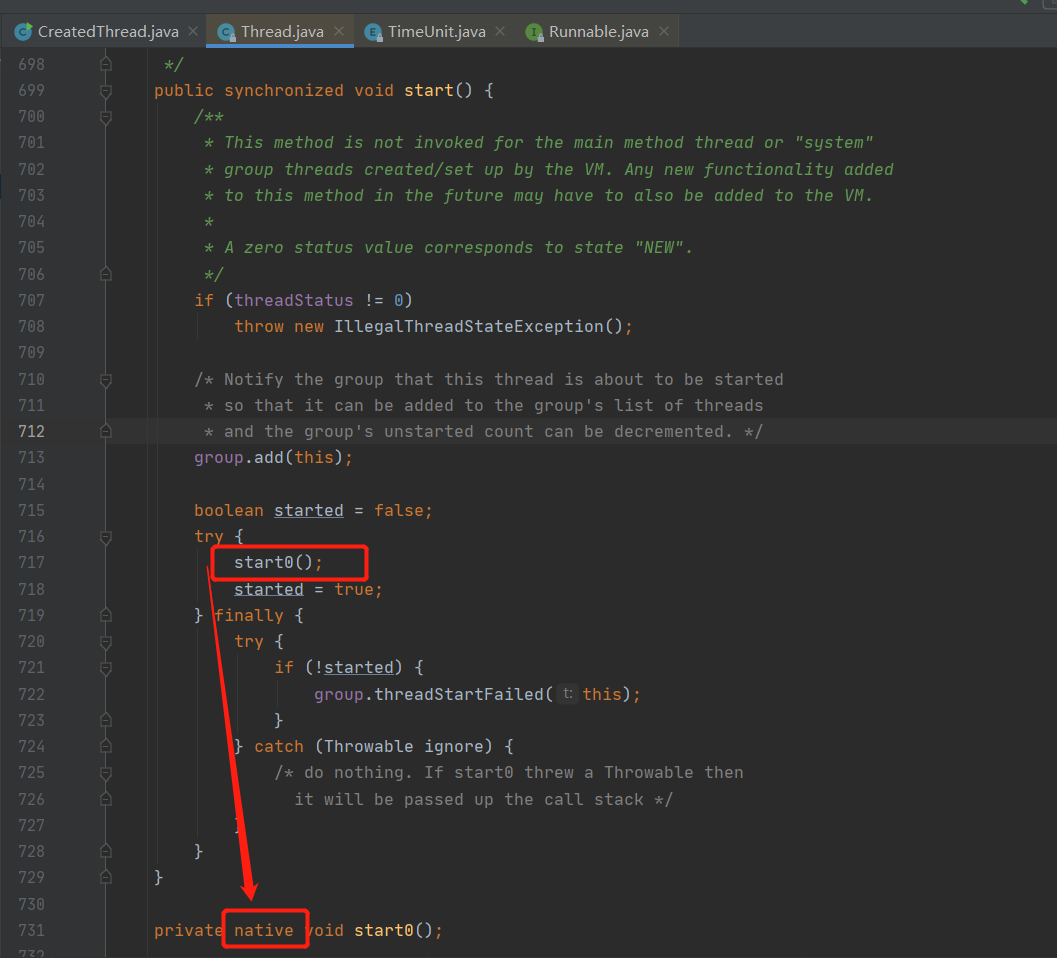 CreatedThread.java Thread.java TimeUnit.java Runnable.java
698 */
699 public synchronized void start() {
700 /**
701 * This method is not invoked for the main method thread or "system"
702 * group threads created/set up by the VM. Any new functionality added
703 * to this method in the future may have to also be added to the VM.
704 *
705 * A zero status value corresponds to state "NEW".
706 */
707 if (threadStatus != 0)
708 throw new IllegalThreadStateException();
709
710 /* Notify the group that this thread is about to be started
711 * so that it can be added to the group's list of threads
712 * and the group's unstarted count can be decremented. */
713 group.add(this);
714
715 boolean started = false;
716 try {
717 start0();
718 started = true;
719 } finally {
720 try {
721 if (!started) {
722 group.threadStartFailed( t: this);
723 }
724 } catch (Throwable ignore) {
725 /* do nothing. If start0 threw a Throwable then
726 it will be passed up the call stack */
727 }
728 }
729 }
730
731 private native void start0();
732